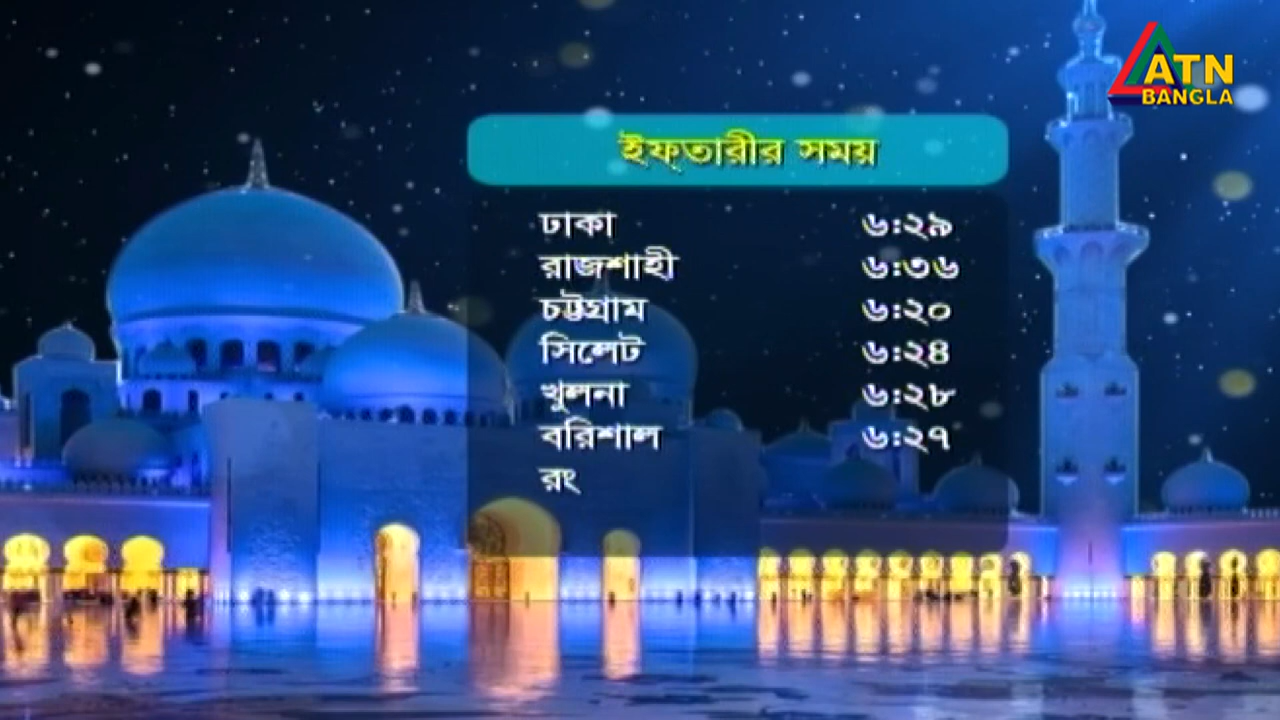 ATN
BANGLA
ইফ্তারীর সময়
ঢাকা ৬:২৯
রাজশাহী ৬:৩৬
চট্টগ্রাম ৬:২০
সিলেট ৬:২৪
খুলনা ৬:২৮
বরিশাল ৬:২৭
রং